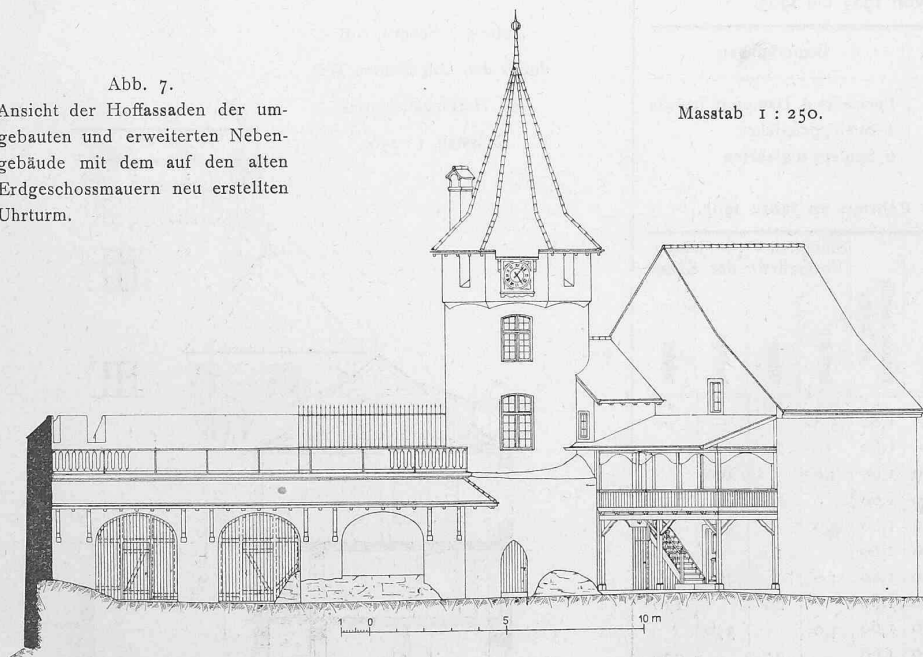 Abb. 7.
Ansicht der Hoffassaden der um-
gebauten und erweiterten Neben-
gebäude mit dem auf den alten
Erdgeschossmauern neu erstellten
Uhrturm.
Masstab 1 : 250.
1 0 5 10 m